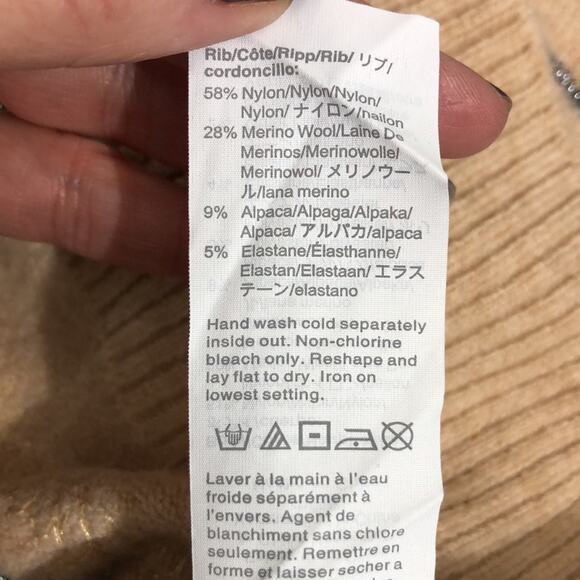 Rib/Côte/Ripp/Rib/ リブ/
cordoncillo:
58% Nylon/Nylon/Nylon/
Nylon/ ナイロン/nailon
28% Merino Wool/Laine De
Merinos/Merinowolle/
Merinowol/ メリノウー
ル/lana merino
9% Alpaca/Alpaga/Alpaka/
Alpaca/ アルパカ/alpaca
5% Elastane/Élasthanne/
Elastan/Elastaan/ エラス
テーン/elastano
Hand wash cold separately
inside out. Non-chlorine
bleach only. Reshape and
lay flat to dry. Iron on
lowest setting.
Laver à la main à l'eau
froide séparément à
l'envers. Agent de
blanchiment sans chlore
seulement. Remettre en
forme et laisser sécher a